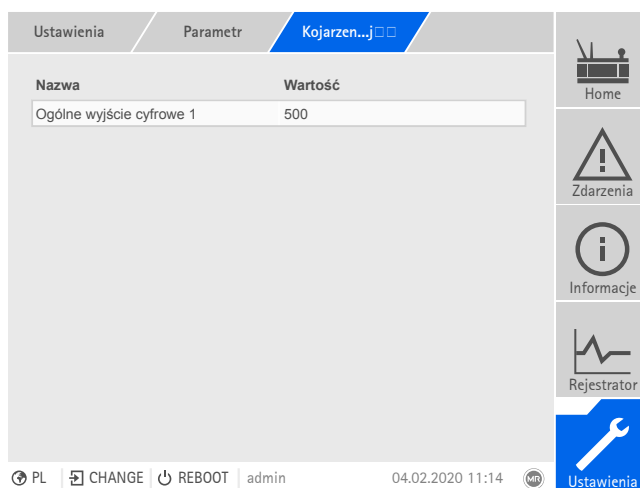 Ustawienia Parametr Kojarzen...j□□
Nazwa Wartość
Ogólne wyjście cyfrowe 1 500
Home
Zdarzenia
Informacje
Rejestrator
Ustawienia
PL CHANGE REBOOT admin 04.02.2020 11:14 MR